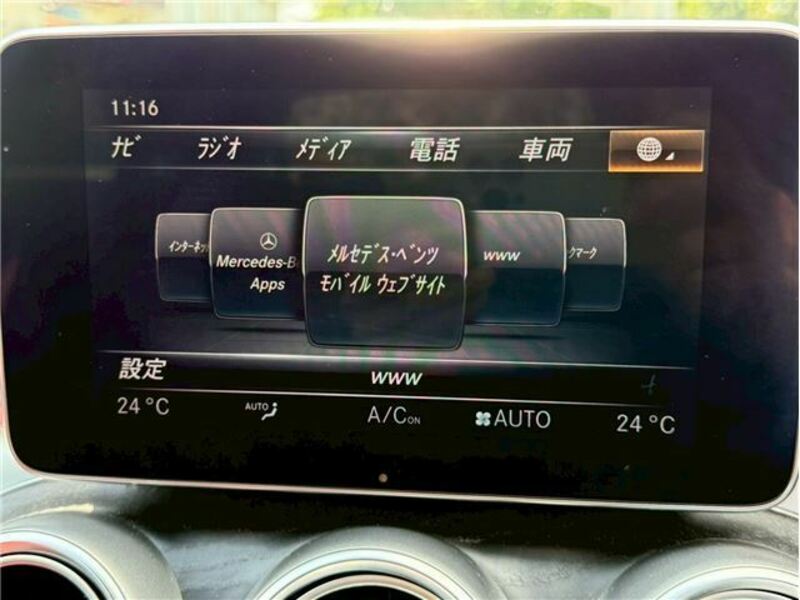 11:16
ナビ ラジオ メディア 電話 車両
インターネッ
Mercedes-B
Apps
メルセデス・ベンツ
モバイル ウェブサイト
www
クマーク
設定 www
24°C AUTO A/C ON AUTO 24°C